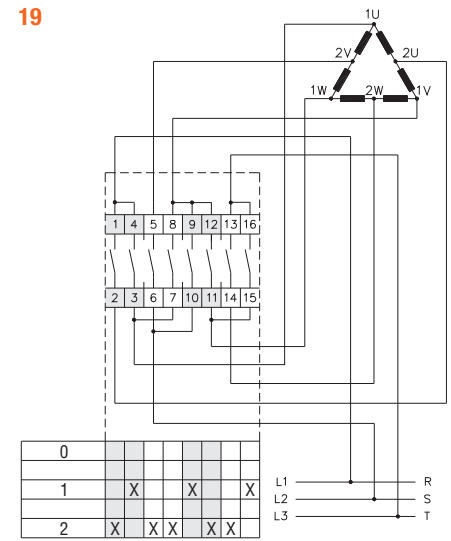 19
1U
2V 2U
1W 2W 1V
1 4 5 8 9 12 13 16
2 3 6 7 10 11 14 15
0
1 X X X
2 X X X X X
L1 R
L2 S
L3 T